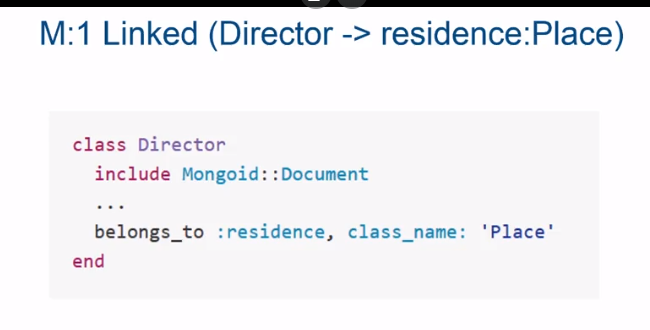 M:1 Linked (Director -> residence:Place)
class Director
include Mongoid::Document
...
belongs_to :residence, class_name: 'Place'
end